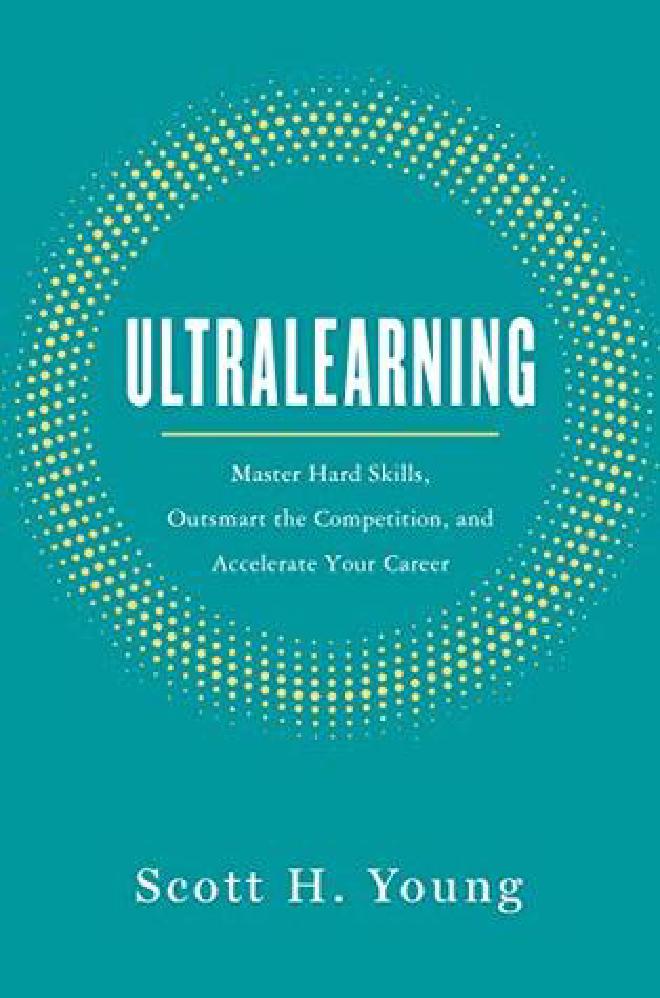 ULTRALEARNING
Master Hard Skills,
Outsmart the Competition, and
Accelerate Your Career
Scott H. Young